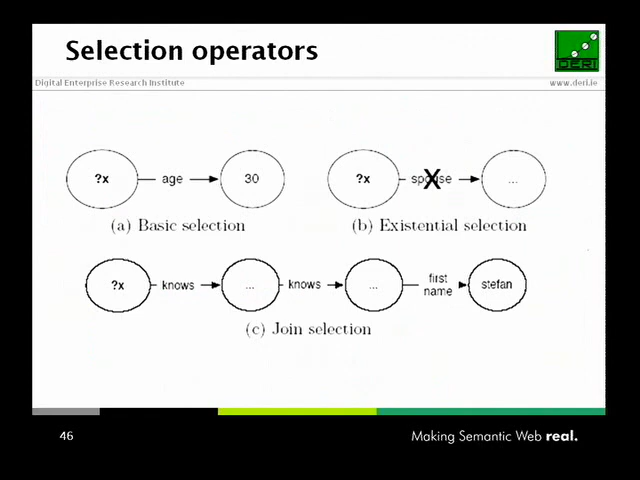 Selection operators
DERI
Digital Enterprise Research Institute
www.deri.ie
?x age 30
(a) Basic selection
?x spouse X ...
(b) Existential selection
?x knows ... knows ... first name stefan
(c) Join selection
46
Making Semantic Web real.